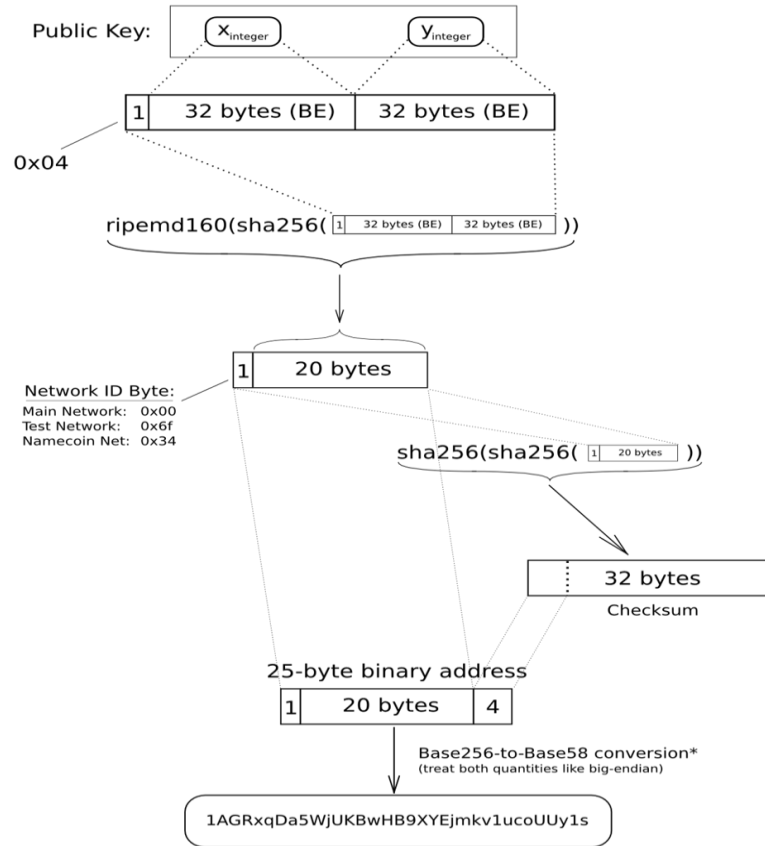 Public Key:
x integer
y integer
1 32 bytes (BE) 32 bytes (BE)
0x04
ripemd160(sha256( 1 32 bytes (BE) 32 bytes (BE) ))
1 20 bytes
Network ID Byte:
Main Network: 0x00
Test Network: 0x6f
Namecoin Net: 0x34
sha256(sha256( 1 20 bytes ))
32 bytes
Checksum
25-byte binary address
1 20 bytes 4
Base256-to-Base58 conversion*
(treat both quantities like big-endian)
1AGRxqDa5WjUKBwHB9XYEjmkv1ucoUUy1s